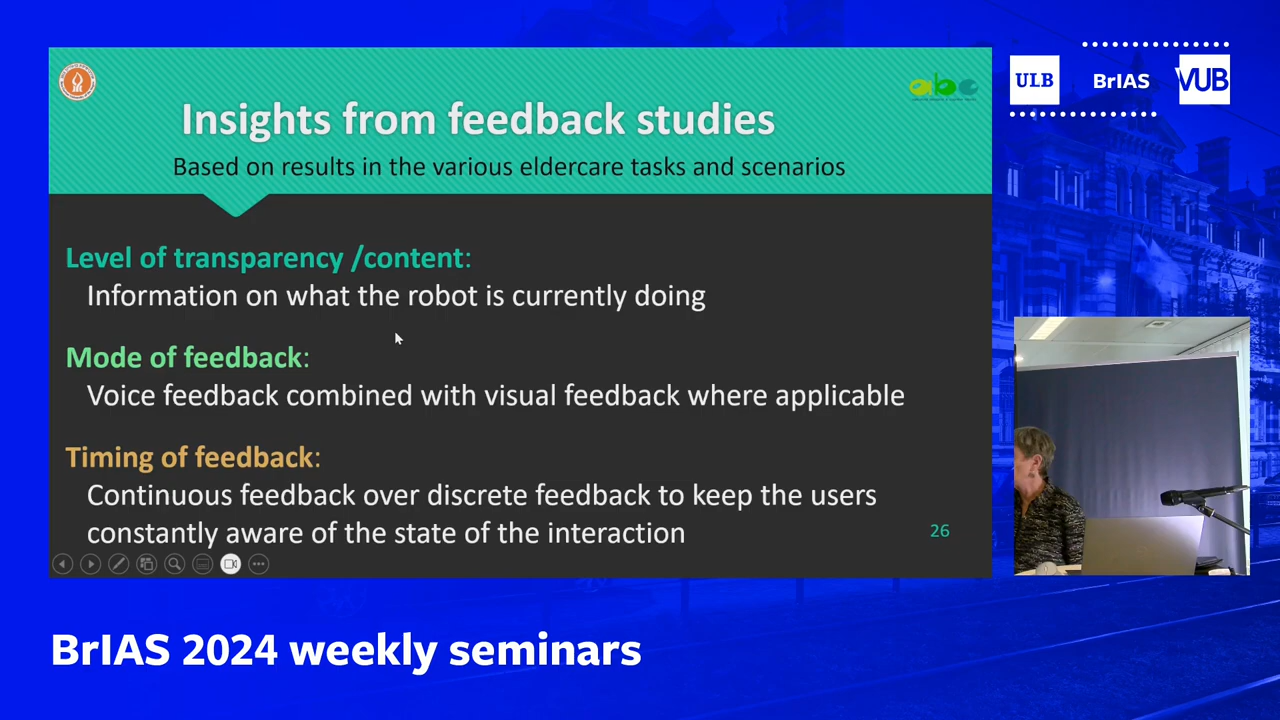 ULB
BrIAS
VUB
abc
Insights from feedback studies
Based on results in the various eldercare tasks and scenarios
Level of transparency /content:
Information on what the robot is currently doing
Mode of feedback:
Voice feedback combined with visual feedback where applicable
Timing of feedback:
Continuous feedback over discrete feedback to keep the users
constantly aware of the state of the interaction
26
BrIAS 2024 weekly seminars